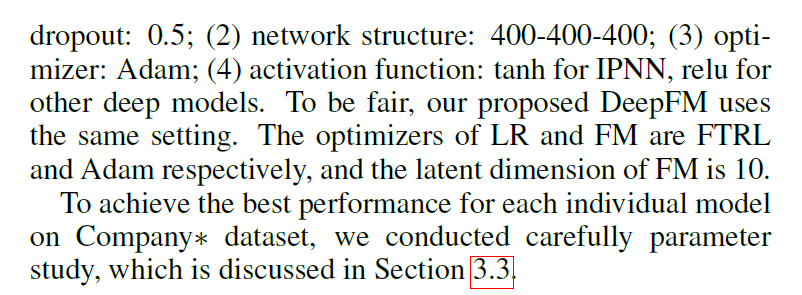 dropout: 0.5; (2) network structure: 400-400-400; (3) opti-
mizer: Adam; (4) activation function: tanh for IPNN, relu for
other deep models. To be fair, our proposed DeepFM uses
the same setting. The optimizers of LR and FM are FTRL
and Adam respectively, and the latent dimension of FM is 10.
To achieve the best performance for each individual model
on Company∗ dataset, we conducted carefully parameter
study, which is discussed in Section 3.3.